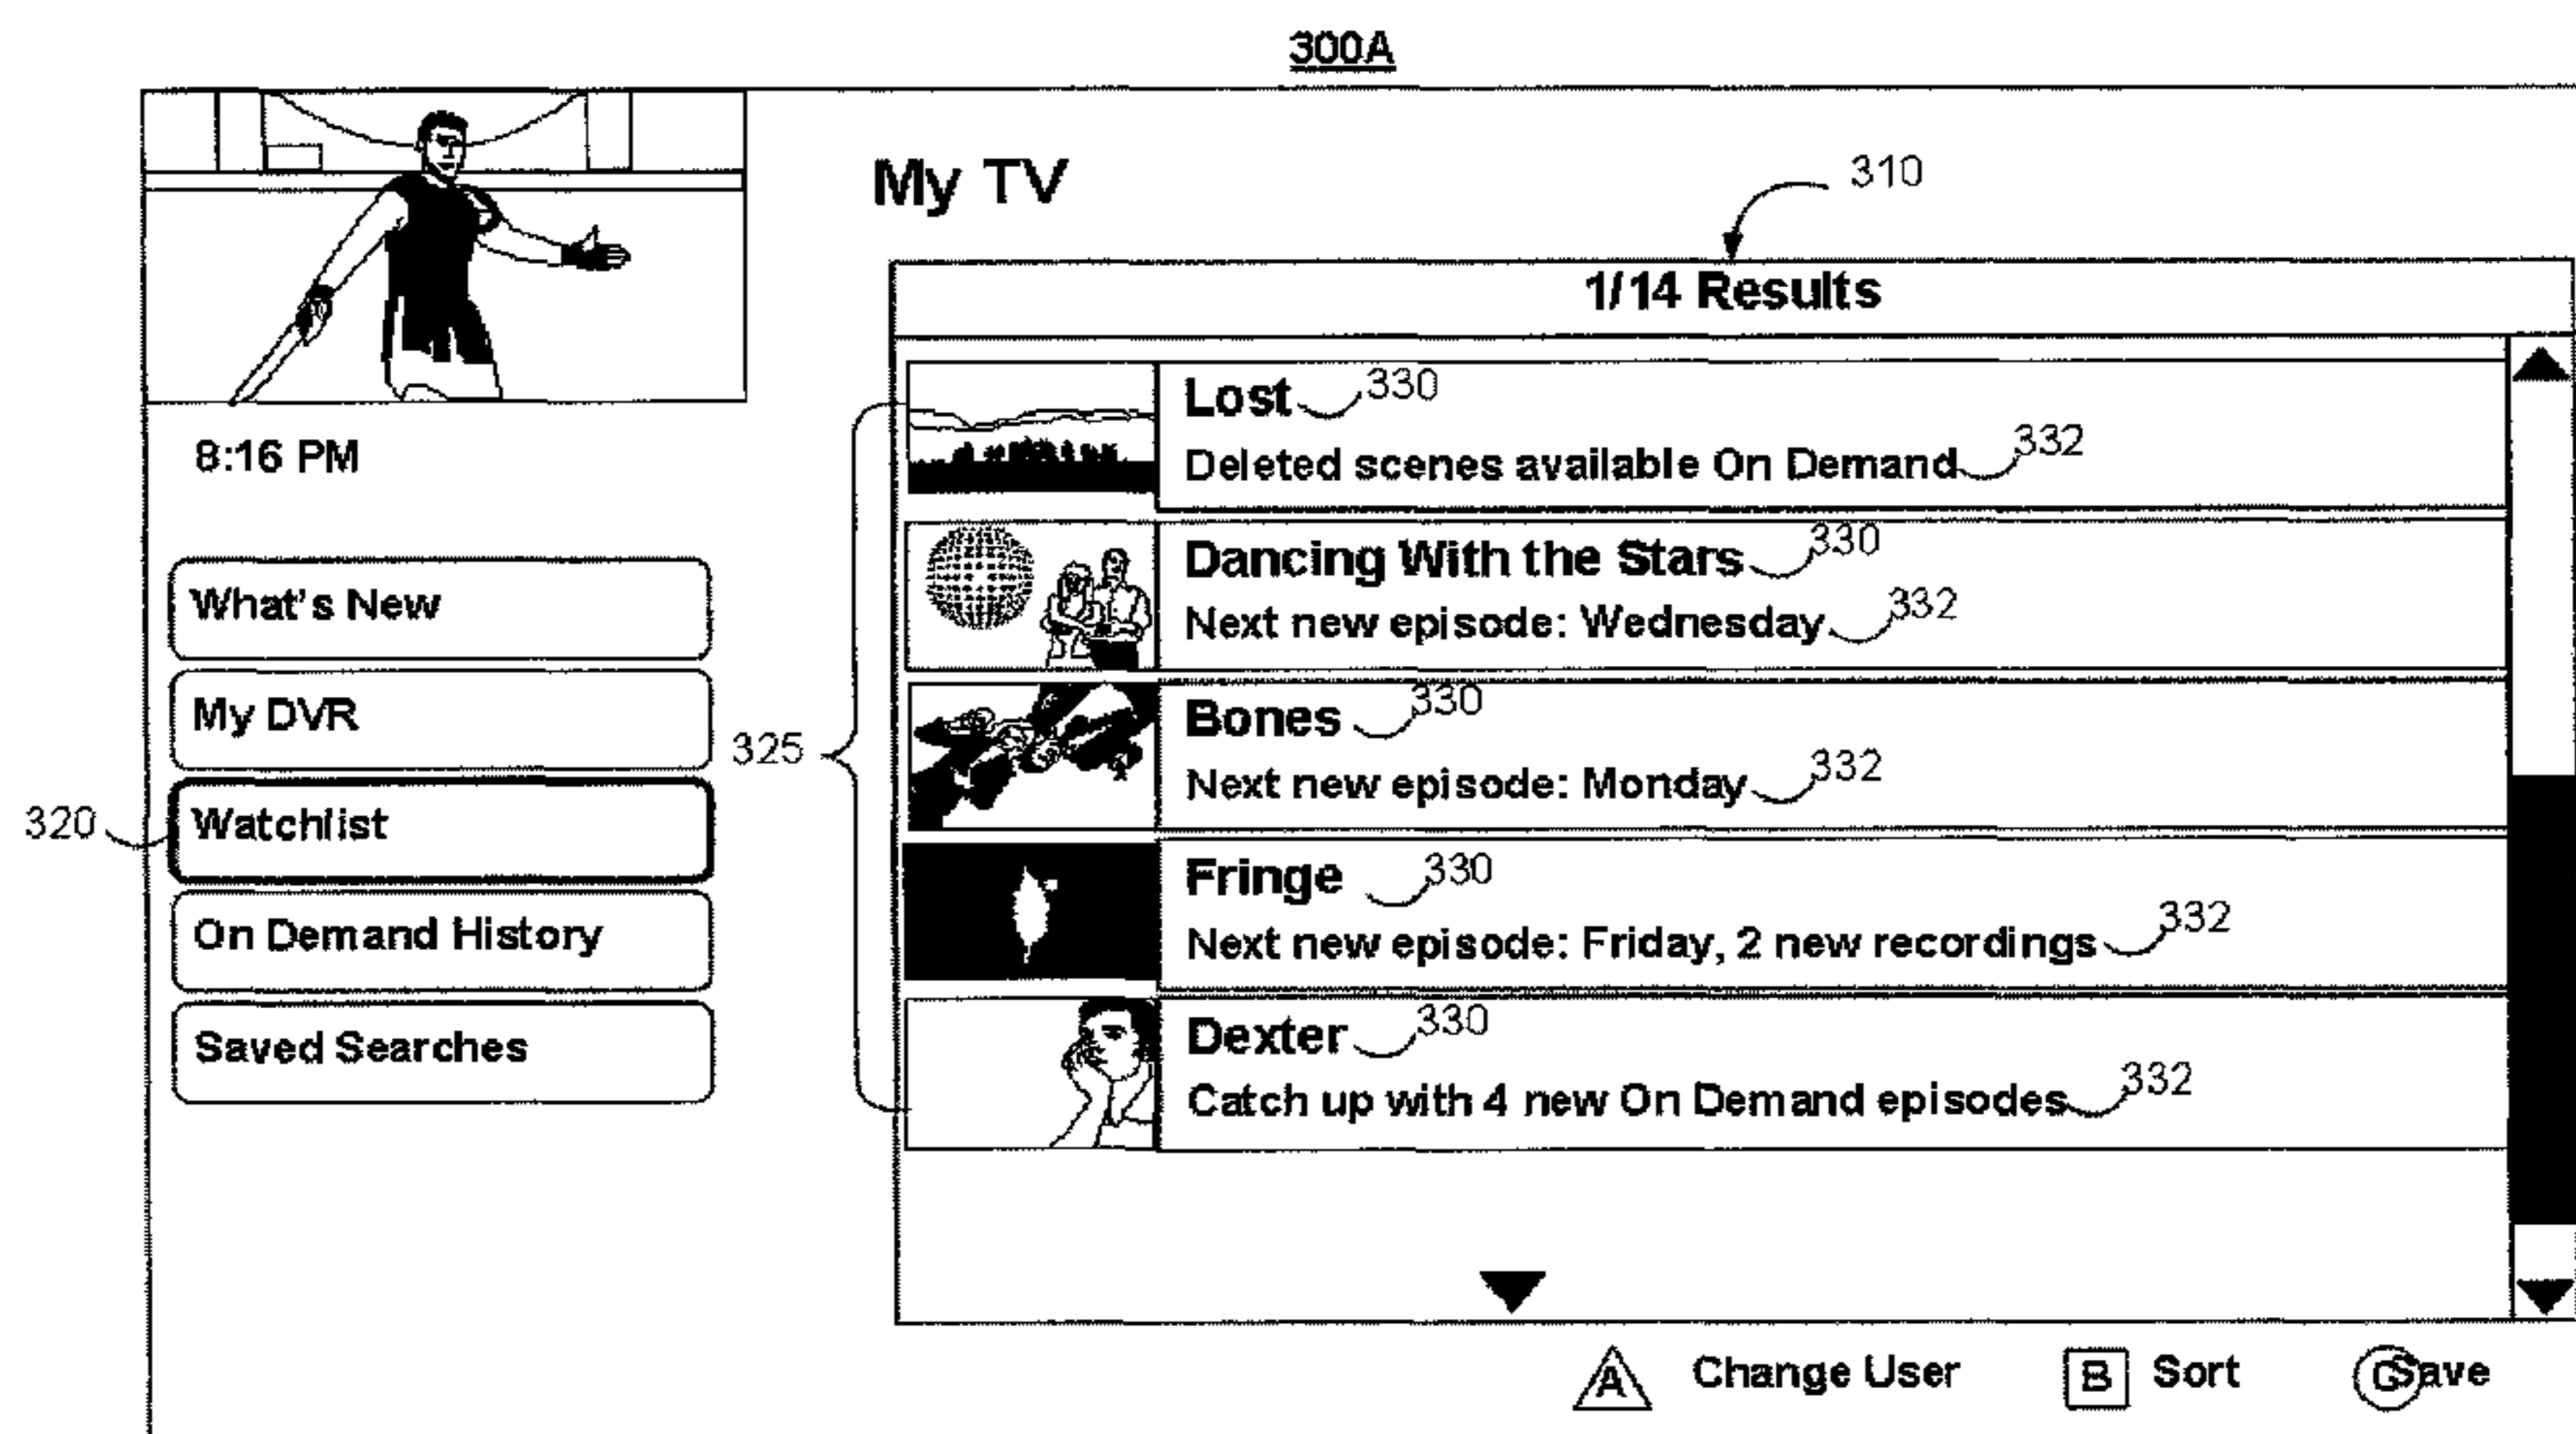 300A
My TV
310
1/14 Results
8:16 PM
What's New
My DVR
320
Watchlist
On Demand History
Saved Searches
325
Lost 330
Deleted scenes available On Demand 332
Dancing With the Stars 330
Next new episode: Wednesday 332
Bones 330
Next new episode: Monday 332
Fringe 330
Next new episode: Friday, 2 new recordings 332
Dexter 330
Catch up with 4 new On Demand episodes 332
A Change User B Sort C Save